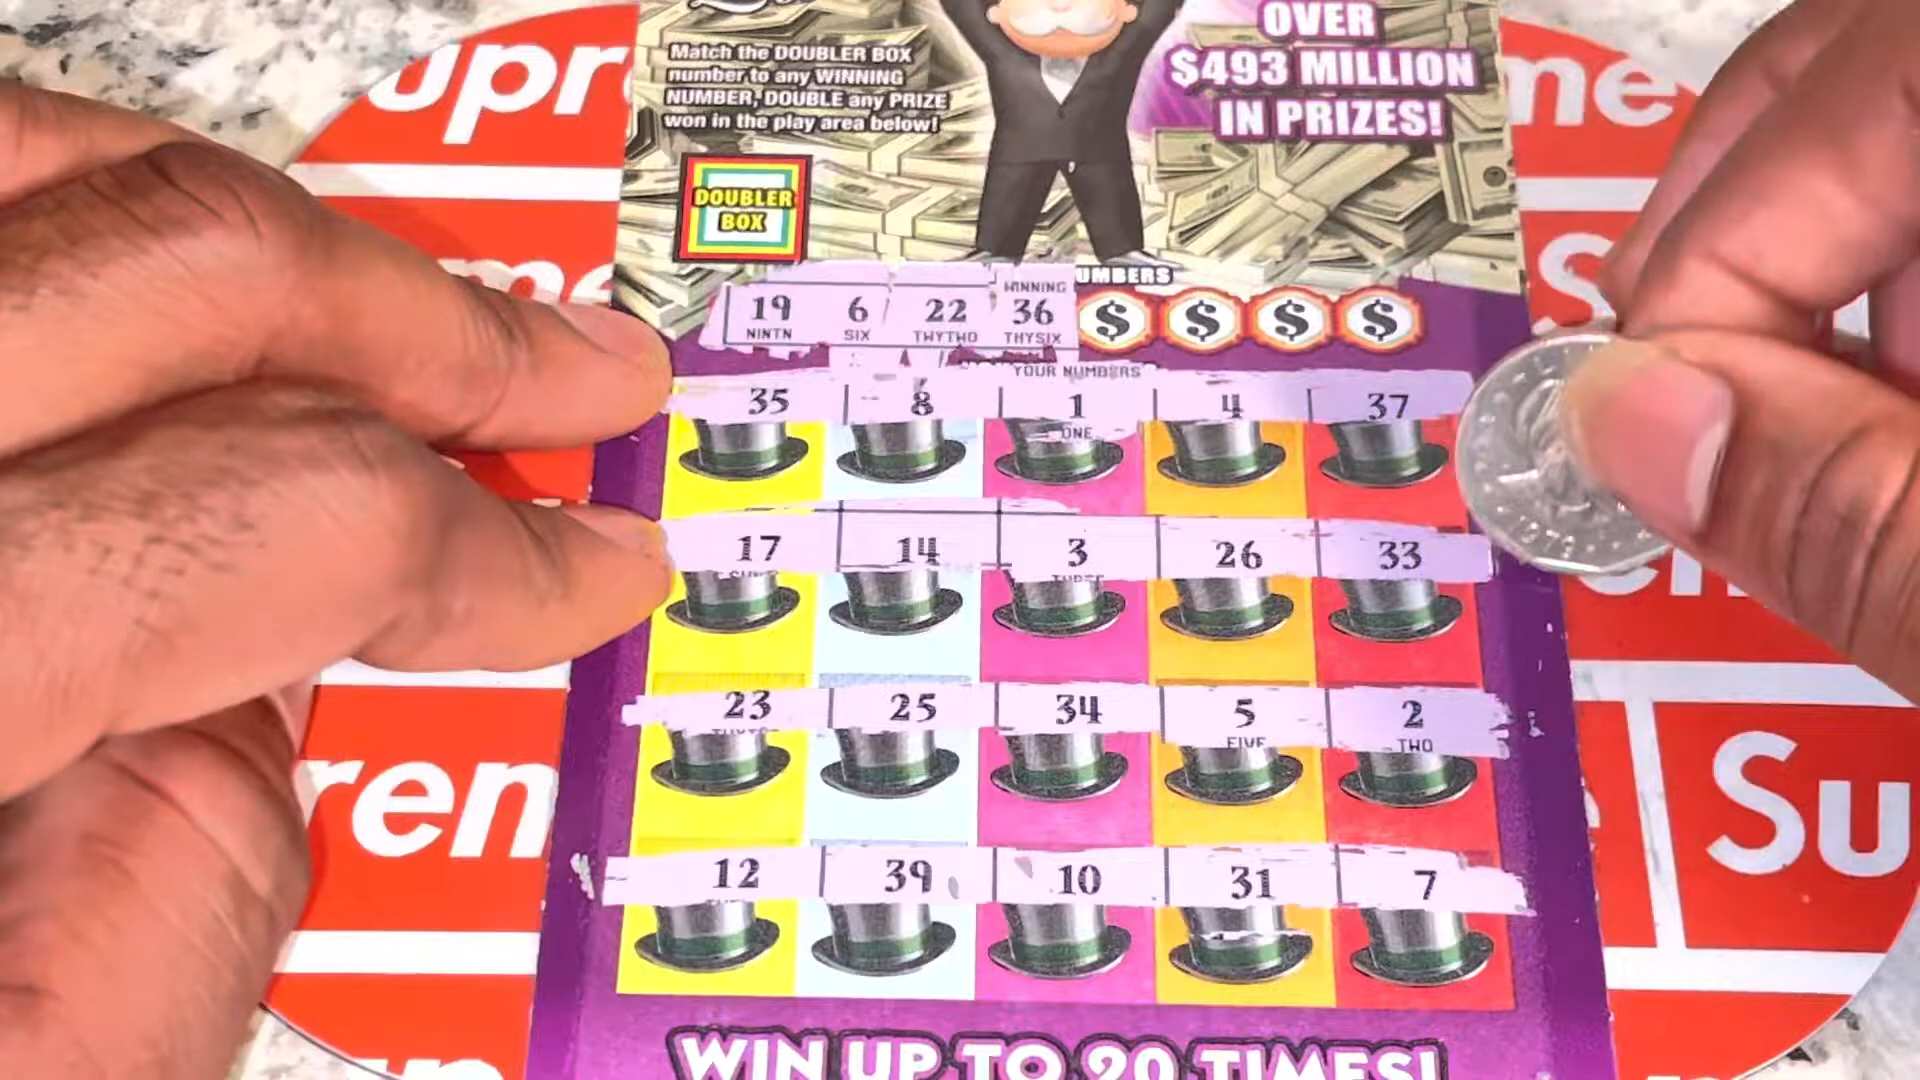 upr
me
Match the DOUBLER BOX
number to any WINNING
NUMBER, DOUBLE any PRIZE
won in the play area below!
OVER
$493 MILLION
IN PRIZES!
DOUBLER
BOX
WINNING
UMBERS
19 6 22 36 $ $ $ $
NINTN SIX TWYTWO THYSIX
YOUR NUMBERS
35 8 1 4 37
ONE
17 14 3 26 33
THREE
23 25 34 5 2
FIVE TWO
ren
Su
12 39 10 31 7
WIN UP TO 20 TIMES!